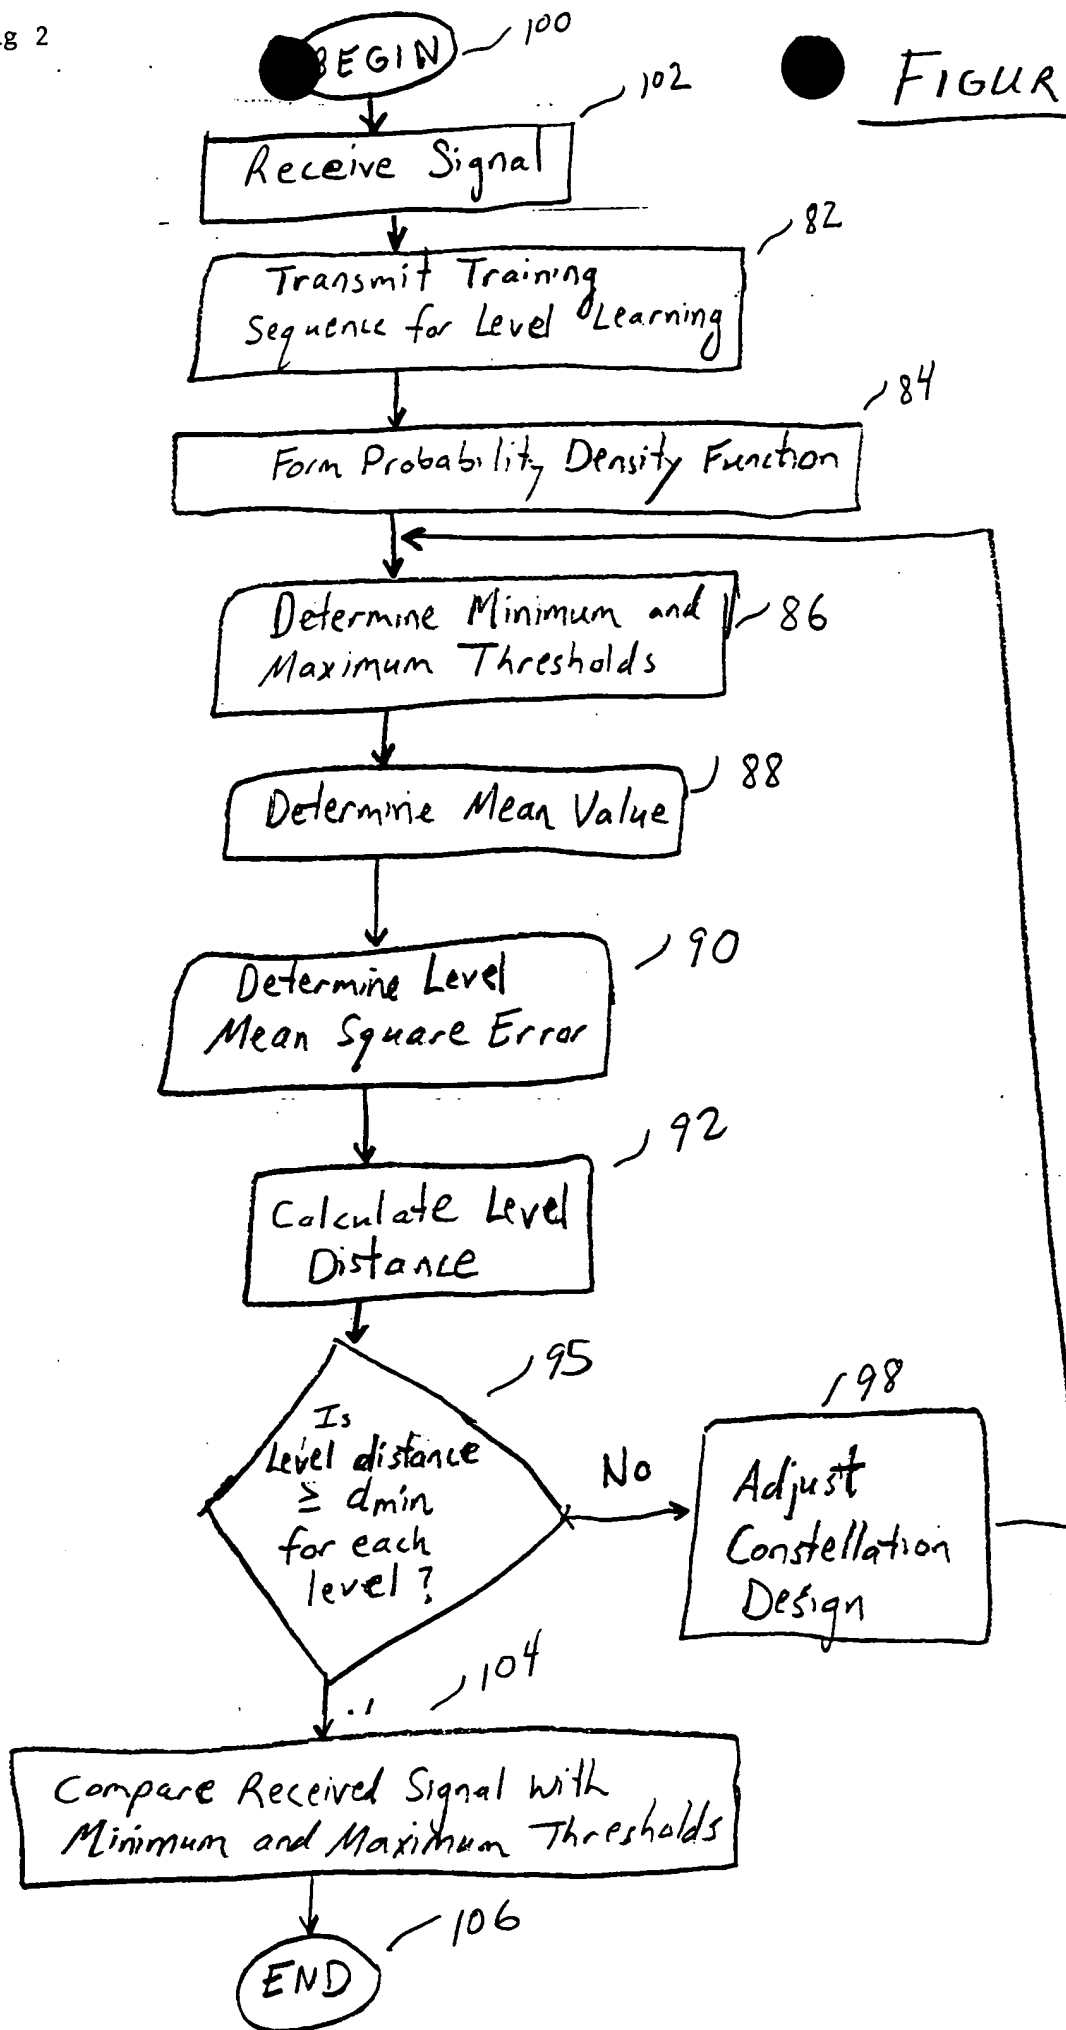 g 2
BEGIN
100
FIGUR
102
Receive Signal
82
Transmit Training
Sequence for Level Learning
84
Form Probability Density Function
Determine Minimum and
Maximum Thresholds
86
88
Determine Mean Value
90
Determine Level
Mean Square Error
92
Calculate Level
Distance
95
Is
Level distance
≥ dmin
for each
level?
No
98
Adjust
Constellation
Design
104
Compare Received Signal with
Minimum and Maximum Thresholds
106
END